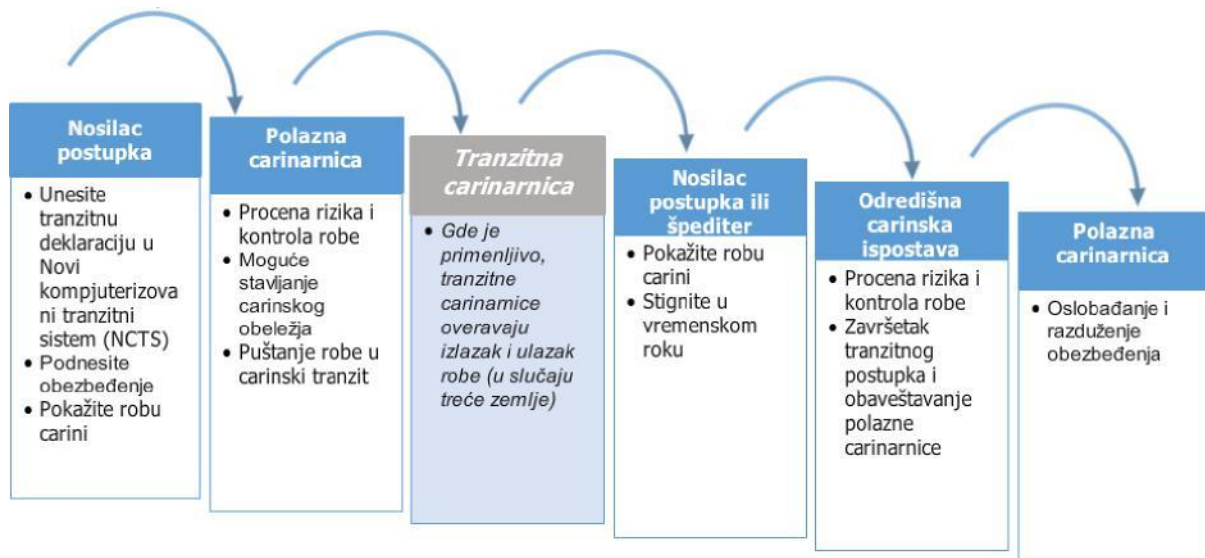 Nosilac
postupka
• Unesite
tranzitnu
deklaraciju u
Novi
kompjuterizova
ni tranzitni
sistem (NCTS)
• Podnesite
obezbeđenje
• Pokažite robu
carini
Polazna
carinarnica
• Procena rizika i
kontrola robe
• Moguće
stavljanje
carinskog
obeležja
• Puštanje robe u
carinski tranzit
Tranzitna
carinarnica
• Gde je
primenljivo,
tranzitne
carinarnice
overavaju
izlazak i ulazak
robe (u slučaju
treće zemlje)
Nosilac
postupka ili
špediter
• Pokažite robu
carini
• Stignite u
vremenskom
roku
Odredišna
carinska
ispostava
• Procena rizika i
kontrola robe
• Završetak
tranzitnog
postupka i
obaveštavanje
polazne
carinarnice
Polazna
carinarnica
• Oslobađanje i
razduženje
obezbeđenja